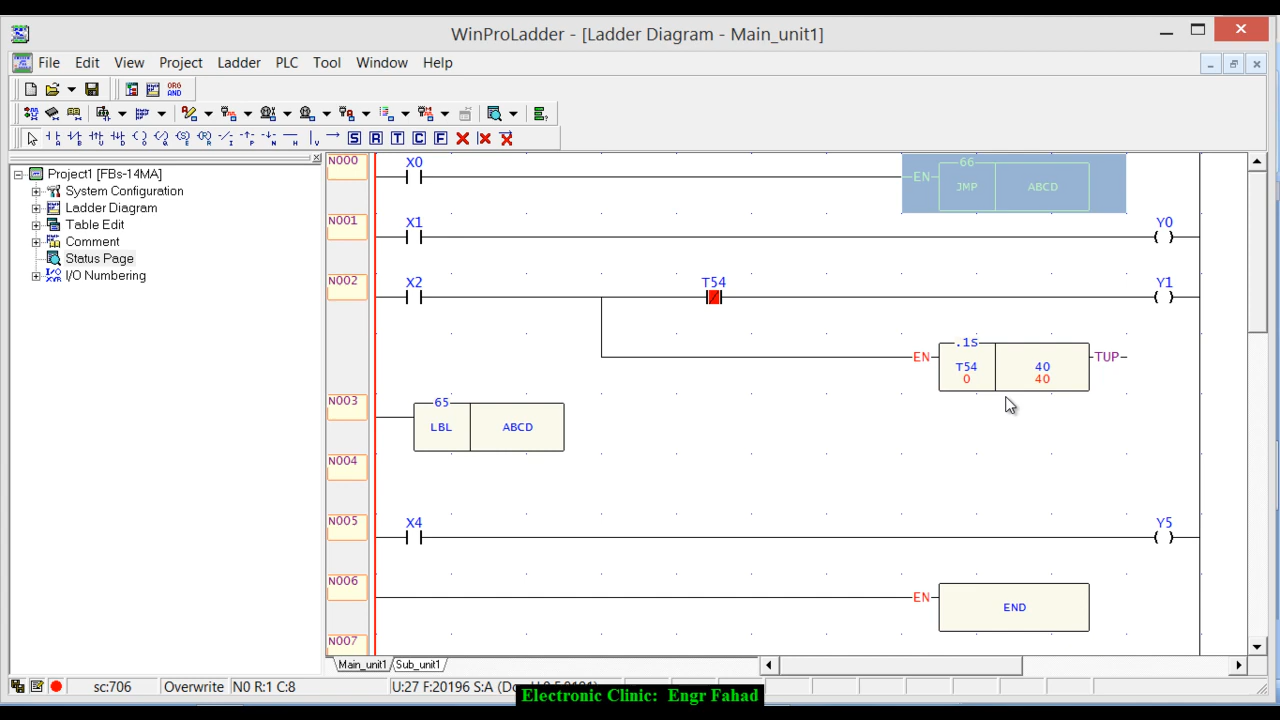 WinProLadder - [Ladder Diagram - Main_unit1]
File Edit View Project Ladder PLC Tool Window Help
ORG
AND
A B U D S R I P N H V S R T C F
Project1 [FBs-14MA]
System Configuration
Ladder Diagram
Table Edit
Comment
Status Page
I/O Numbering
N000 X0 EN 66 JMP ABCD
N001 X1 Y0
N002 X2 T54 Y1
EN .1S T54 40 TUP
0 40
N003 65 LBL ABCD
N004
N005 X4 Y5
N006 EN END
N007
Main_unit1 Sub_unit1
sc:706 Overwrite N0 R:1 C:8 U:27 F:20196 S:A
Electronic Clinic: Engr Fahad